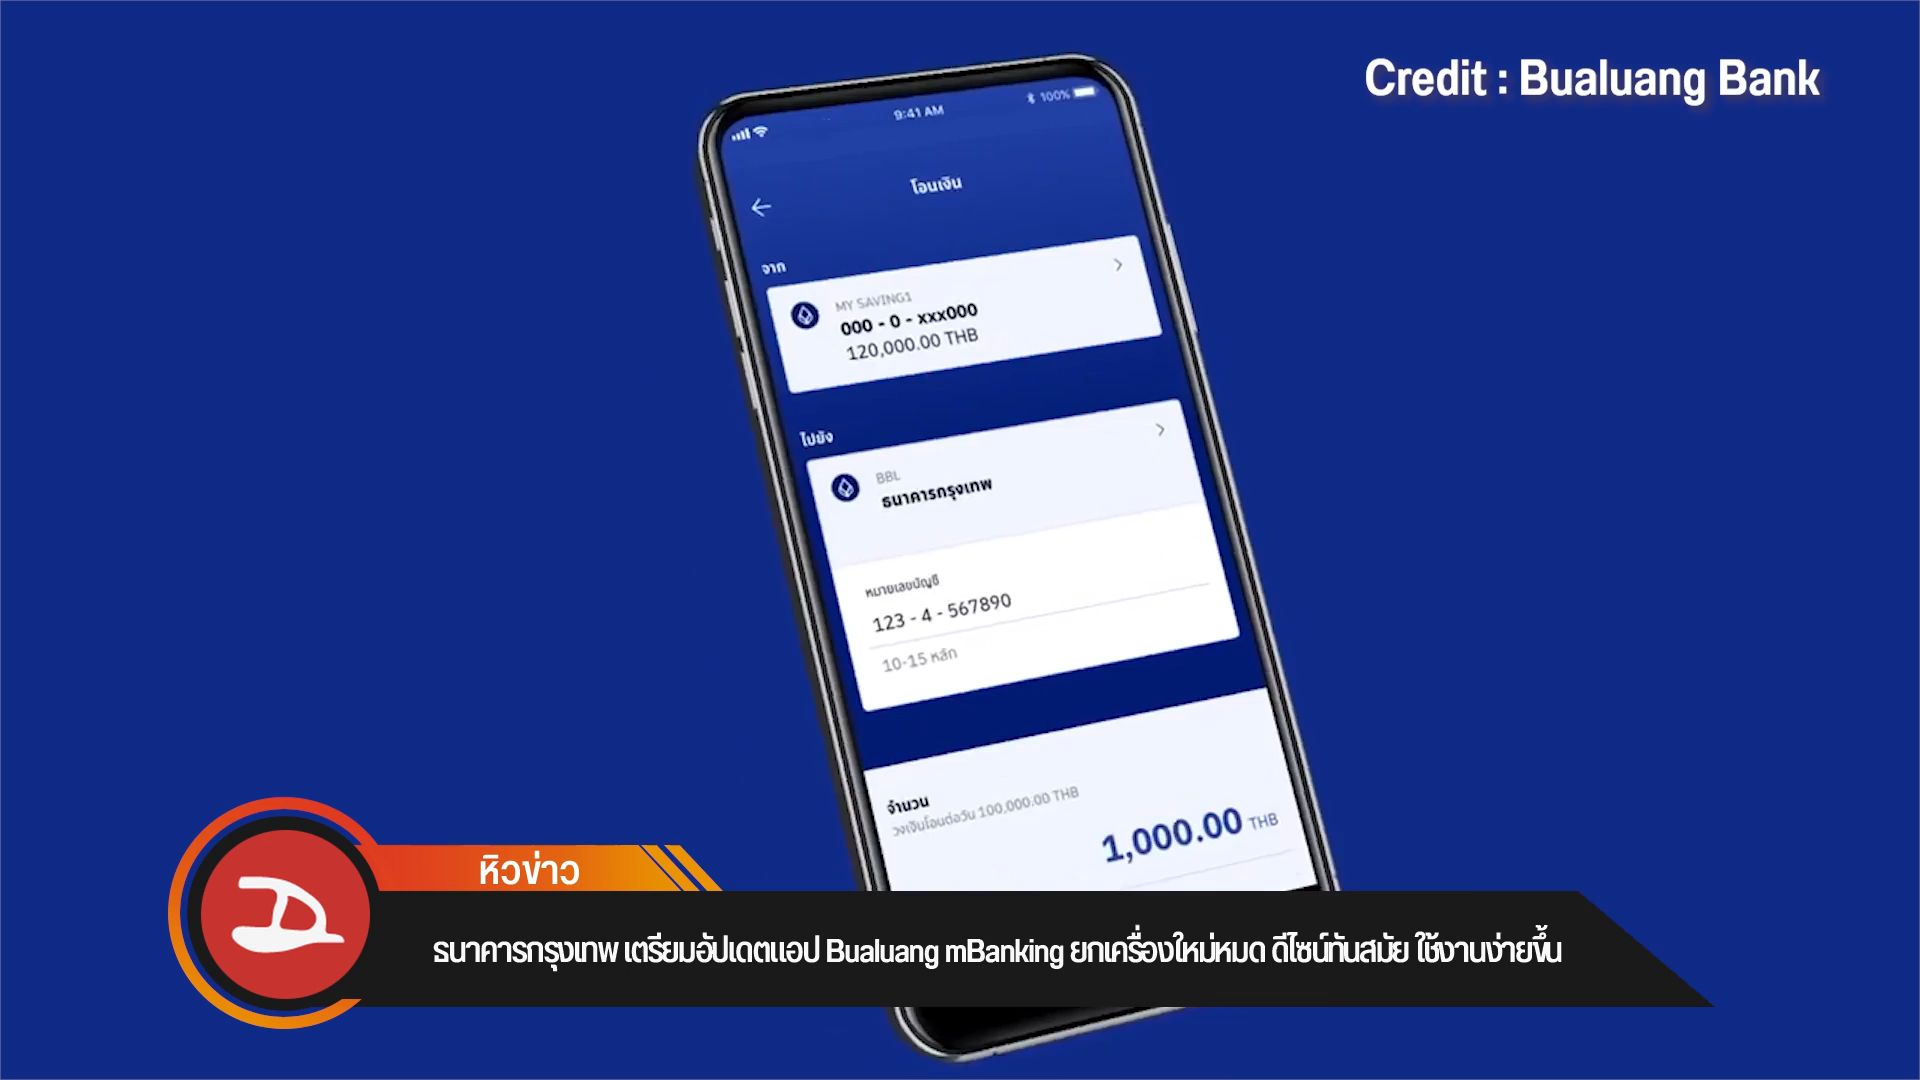 Credit : Bualuang Bank
9:41 AM
100%
โอนเงิน
จาก
MY SAVING1
000 - 0 - xxx000
120,000.00 THB
ไปยัง
BBL
ธนาคารกรุงเทพ
หมายเลขบัญชี
123 - 4 - 567890
10-15 หลัก
จำนวน
วงเงินโอนต่อวัน 100,000.00 THB
1,000.00 THB
หิวข่าว
ธนาคารกรุงเทพ เตรียมอัปเดตแอป Bualuang mBanking ยกเครื่องใหม่หมด ดีไซน์ทันสมัย ใช้งานง่ายขึ้น